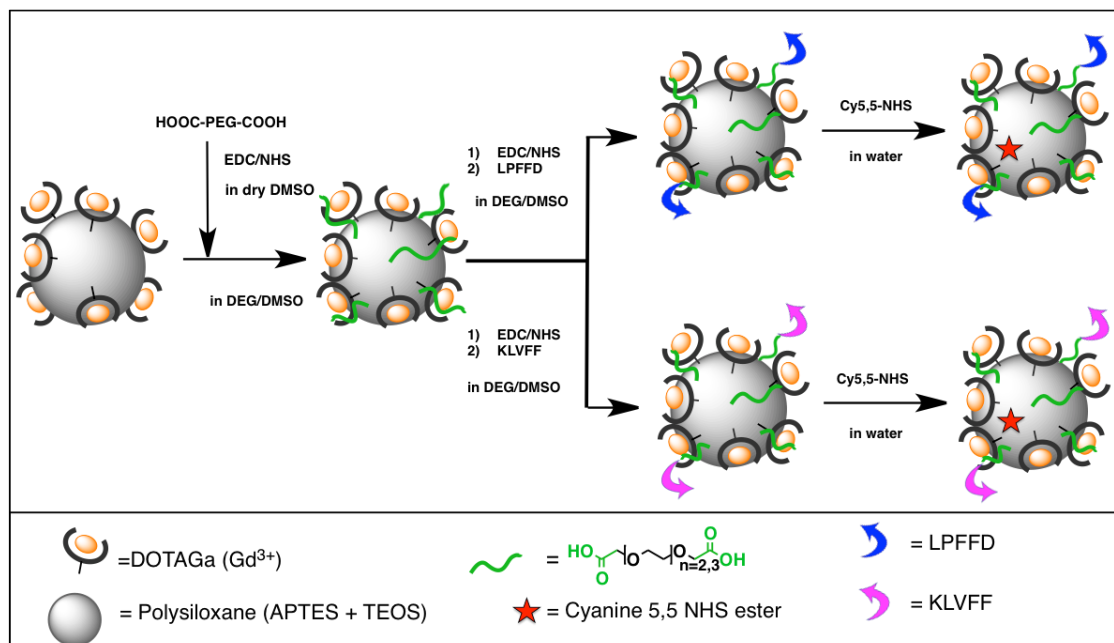 HOOC-PEG-COOH
EDC/NHS
in dry DMSO
in DEG/DMSO
1) EDC/NHS
2) LPFFD
in DEG/DMSO
1) EDC/NHS
2) KLVFF
in DEG/DMSO
Cy5,5-NHS
in water
Cy5,5-NHS
in water
=DOTAGa (Gd³⁺)
= Polysiloxane (APTES + TEOS)
=
HO
O
O
O
n=2,3
O
OH
= Cyanine 5,5 NHS ester
= LPFFD
= KLVFF